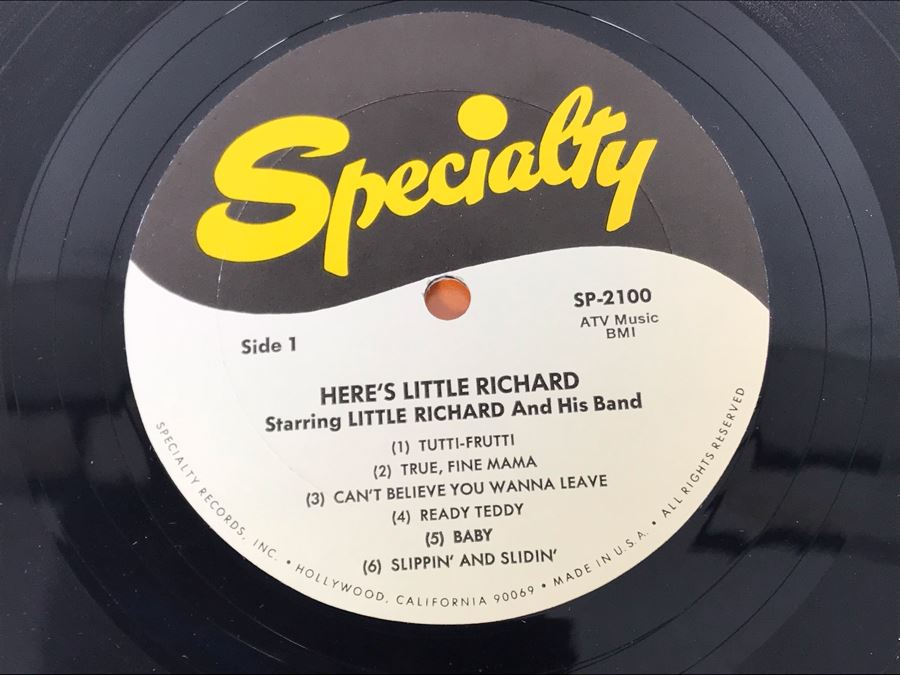 Specialty
Side 1
SP-2100
ATV Music
BMI
HERE'S LITTLE RICHARD
Starring LITTLE RICHARD And His Band
(1) TUTTI-FRUTTI
(2) TRUE, FINE MAMA
(3) CAN'T BELIEVE YOU WANNA LEAVE
(4) READY TEDDY
(5) BABY
(6) SLIPPIN' AND SLIDIN'
SPECIALTY RECORDS, INC. • HOLLYWOOD, CALIFORNIA 90069 • MADE IN U.S.A. • ALL RIGHTS RESERVED